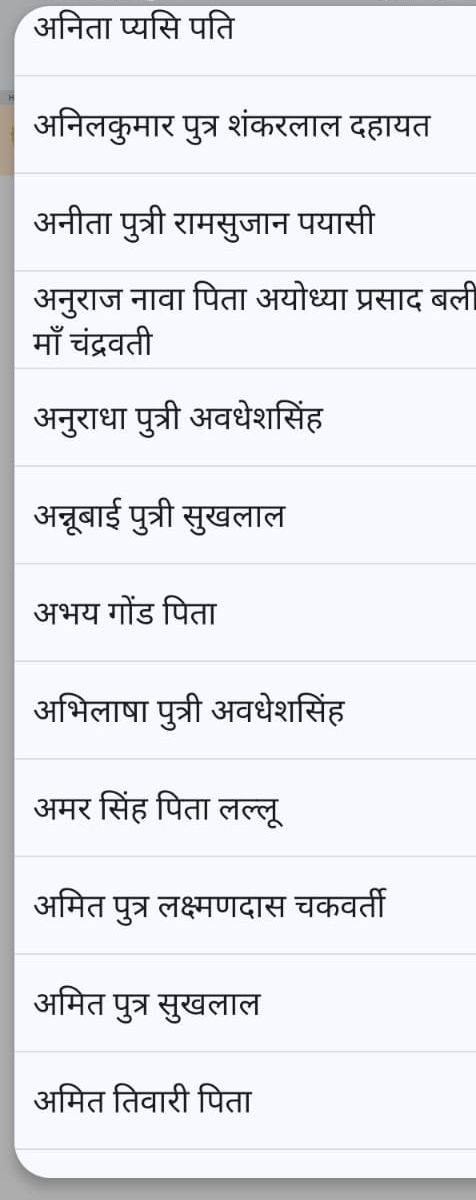 अनिता प्यसि पति
अनिलकुमार पुत्र शंकरलाल दहायत
अनीता पुत्री रामसुजान पयासी
अनुराज नावा पिता अयोध्या प्रसाद बली
माँ चंद्रवती
अनुराधा पुत्री अवधेशसिंह
अन्नूबाई पुत्री सुखलाल
अभय गोंड पिता
अभिलाषा पुत्री अवधेशसिंह
अमर सिंह पिता लल्लू
अमित पुत्र लक्ष्मणदास चकवर्ती
अमित पुत्र सुखलाल
अमित तिवारी पिता